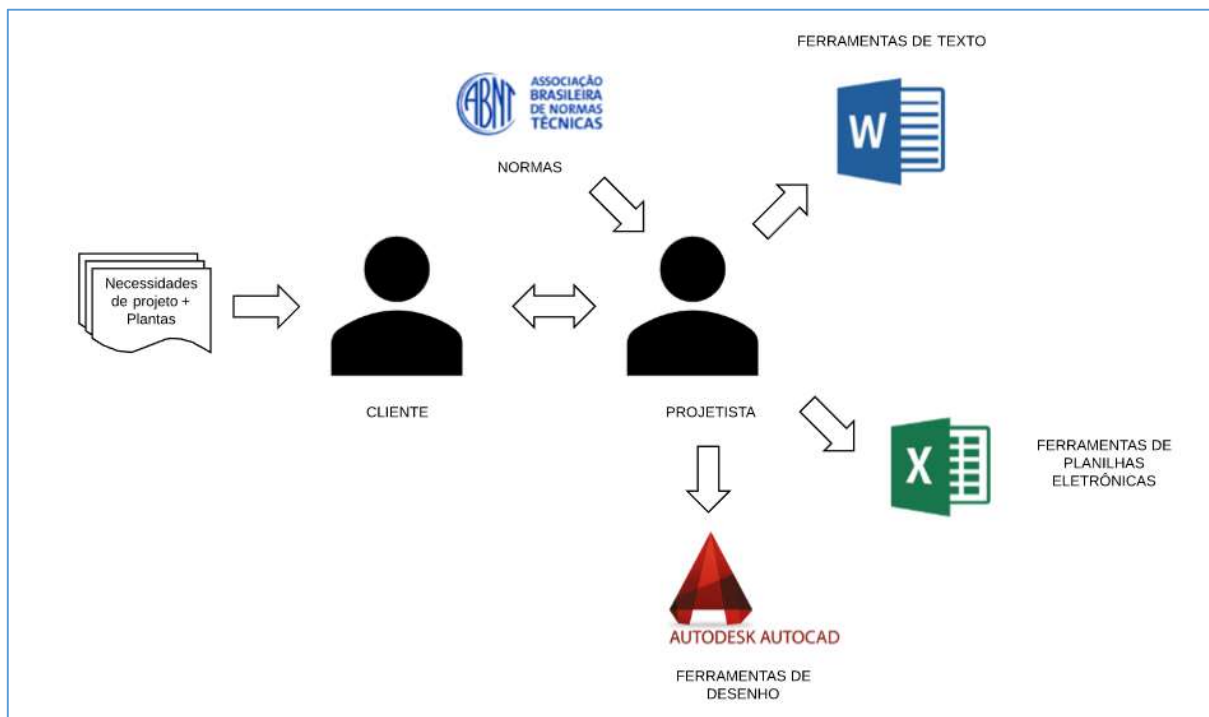 FERRAMENTAS DE TEXTO
ABNT
ASSOCIAÇÃO
BRASILEIRA
DE NORMAS
TÉCNICAS
W
NORMAS
Necessidades
de projeto +
Plantas
CLIENTE
PROJETISTA
X
FERRAMENTAS DE
PLANILHAS
ELETRÔNICAS
AUTODESK AUTOCAD
FERRAMENTAS DE
DESENHO